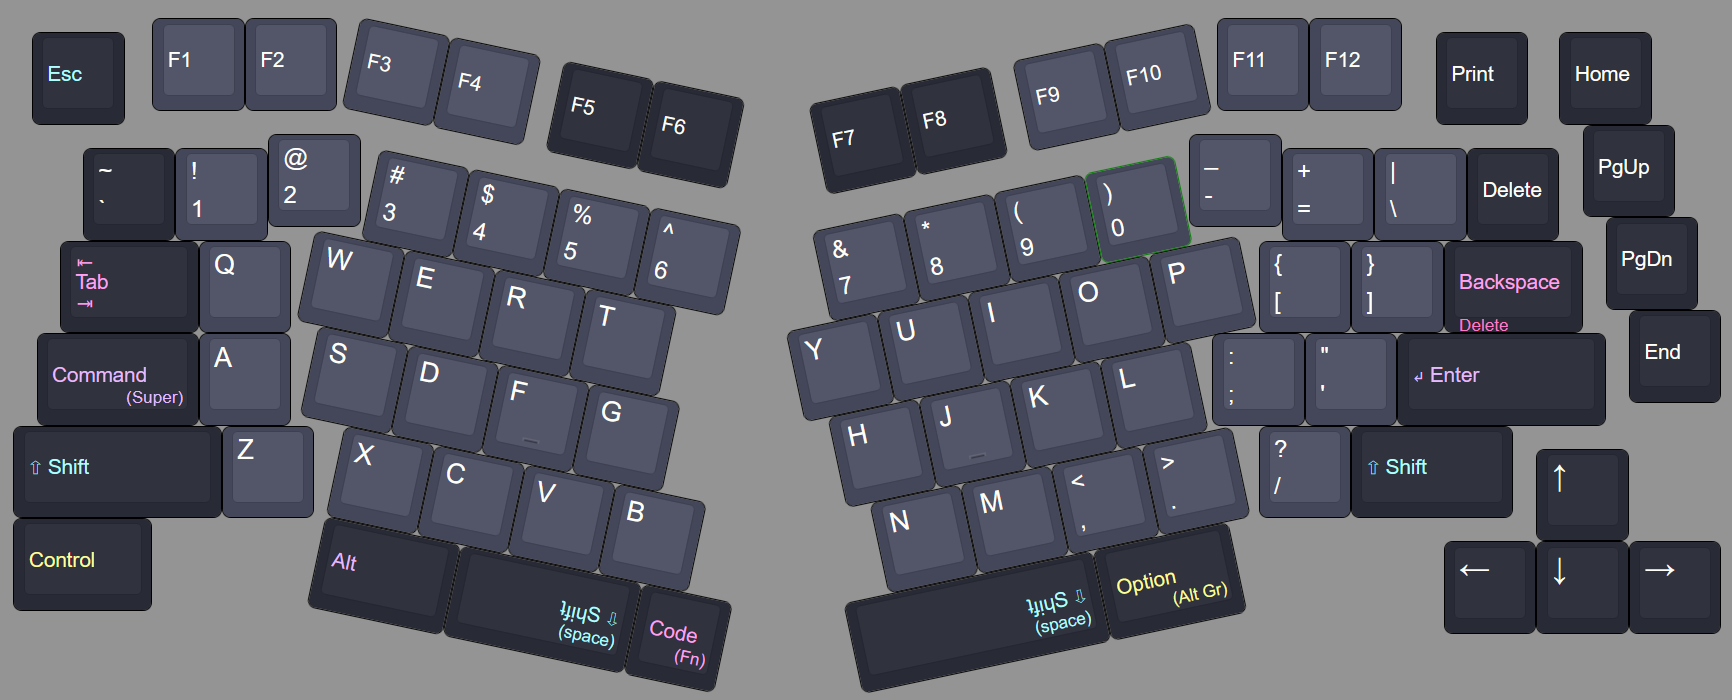 Esc F1 F2 F3 F4 F5 F6 F7 F8 F9 F10 F11 F12 Print Home
~ ! @ # $ % ^ & * ( ) _ + | Delete PgUp
` 1 2 3 4 5 6 7 8 9 0 - = \
⇤
Tab Q W E R T Y U I O P { } Backspace PgDn
⇥ [ ] Delete
Command A S D F G H J K L : " ↲ Enter End
(Super) ; '
⇧ Shift Z X C V B N M < > ? ⇧ Shift ↑
, . /
Control Alt ⇧ Shift Code ⇧ Shift Option ← ↓ →
(space) (Fn) (space) (Alt Gr)